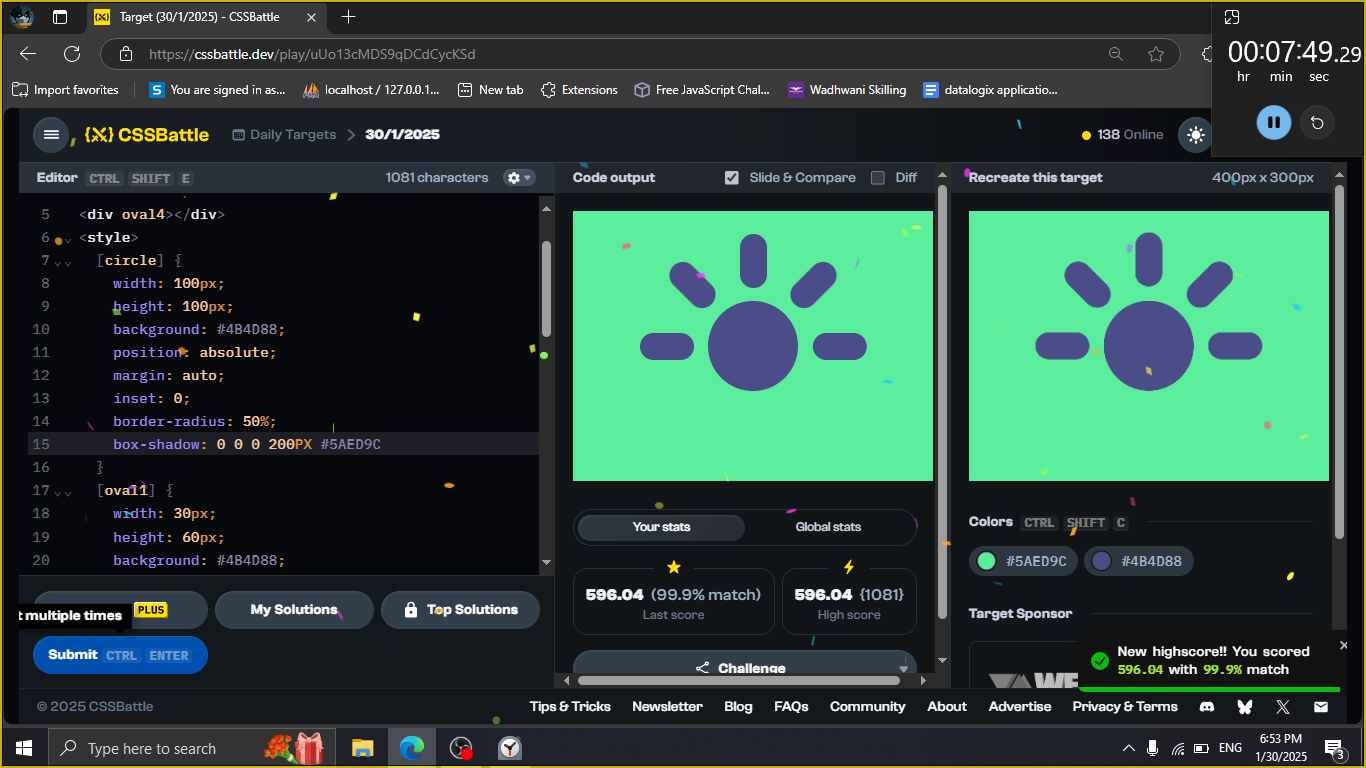 Target (30/1/2025) - CSSBattle
https://cssbattle.dev/play/uUo13cMDS9qDCdCycKSd
00:07:49.29
hr min sec
Import favorites
You are signed in as...
localhost / 127.0.0.1...
New tab
Extensions
Free JavaScript Chal...
Wadhwani Skilling
datalogix applicatio...
{X} CSSBattle
Daily Targets > 30/1/2025
138 Online
Editor CTRL SHIFT E
1081 characters
Code output
Slide & Compare
Diff
Recreate this target
400px x 300px
5 <div oval4></div>
6 <style>
7 [circle] {
8 width: 100px;
9 height: 100px;
10 background: #4B4D88;
11 position: absolute;
12 margin: auto;
13 inset: 0;
14 border-radius: 50%;
15 box-shadow: 0 0 0 200PX #5AED9C
16 }
17 [oval1] {
18 width: 30px;
19 height: 60px;
20 background: #4B4D88;
Your stats
Global stats
596.04 (99.9% match)
Last score
596.04 {1081}
High score
Challenge
Colors CTRL SHIFT C
#5AED9C
#4B4D88
Target Sponsor
WE
t multiple times
PLUS
My Solutions
Top Solutions
Submit CTRL ENTER
New highscore!! You scored
596.04 with 99.9% match
© 2025 CSSBattle
Tips & Tricks
Newsletter
Blog
FAQs
Community
About
Advertise
Privacy & Terms
Type here to search
ENG
6:53 PM
1/30/2025
3